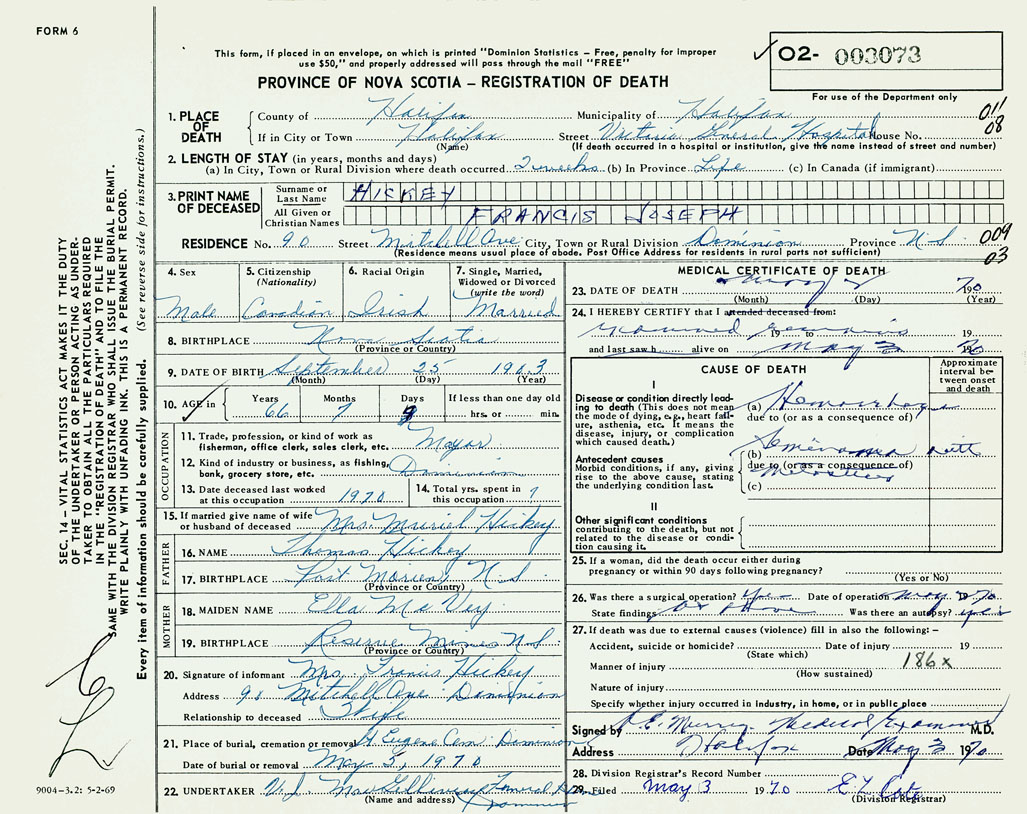 FORM 6
This form, if placed in an envelope, on which is printed "Dominion Statistics – Free, penalty for improper
use $50," and properly addressed will pass through the mail "FREE"
02- 003073
PROVINCE OF NOVA SCOTIA – REGISTRATION OF DEATH
For use of the Department only
1. PLACE OF DEATH
County of Halifax Municipality of Halifax 011
If in City or Town Halifax Street Victoria General Hospital House No. 08
(Name) (If death occurred in a hospital or institution, give the name instead of street and number)
2. LENGTH OF STAY (in years, months and days)
(a) In City, Town or Rural Division where death occurred 2 weeks (b) In Province Life (c) In Canada (if immigrant)
3. PRINT NAME OF DECEASED
Surname or Last Name HICKEY
All Given or Christian Names FRANCIS JOSEPH
RESIDENCE No. 90 Street Mitchell Ave City, Town or Rural Division Dominion Province N.S. 009
(Residence means usual place of abode. Post Office Address for residents in rural parts not sufficient) 03
4. Sex
Male
5. Citizenship (Nationality)
Canadian
6. Racial Origin
Irish
7. Single, Married, Widowed or Divorced (write the word)
Married
8. BIRTHPLACE Nova Scotia
(Province or Country)
9. DATE OF BIRTH September 25 1903
(Month) (Day) (Year)
10. AGE in
Years Months Days If less than one day old
66 7 hrs. or min.
OCCUPATION
11. Trade, profession, or kind of work as
fisherman, office clerk, sales clerk, etc. Mayor
12. Kind of industry or business, as fishing,
bank, grocery store, etc. Dominion
13. Date deceased last worked
at this occupation 1970
14. Total yrs. spent in
this occupation 7
15. If married give name of wife
or husband of deceased Mrs. Muriel Hickey
FATHER
16. NAME Thomas Hickey
17. BIRTHPLACE Port Morien N.S.
(Province or Country)
MOTHER
18. MAIDEN NAME Ella
19. BIRTHPLACE Reserve Mines N.S.
(Province or Country)
20. Signature of informant Mrs. Francis Hickey
Address 90 Mitchell Ave Dominion
Relationship to deceased Wife
21. Place of burial, cremation or removal St Eugene Cem. Dominion
Date of burial or removal May 5, 1970
22. UNDERTAKER V.J. Funeral
(Name and address) Dominion
MEDICAL CERTIFICATE OF DEATH
23. DATE OF DEATH May 70
(Month) (Day) (Year)
24. I HEREBY CERTIFY that I attended deceased from:
examined remains 19 to 19
and last saw h alive on May 3 1970
CAUSE OF DEATH
Approximate interval between onset and death
I
Disease or condition directly leading to death (This does not mean
the mode of dying, e.g., heart failure, asthenia, etc. It means the
disease, injury, or complication
which caused death.)
(a) Hemorrhage
due to (or as a consequence of)
Antecedent causes
Morbid conditions, if any, giving
rise to the above cause, stating
the underlying condition last.
(b) with
due to (or as a consequence of)
(c)
II
Other significant conditions
contributing to the death, but not
related to the disease or condition causing it.
25. If a woman, did the death occur either during
pregnancy or within 90 days following pregnancy?
(Yes or No)
26. Was there a surgical operation? yes Date of operation May 1970
State findings as above Was there an autopsy? yes
27. If death was due to external causes (violence) fill in also the following: –
Accident, suicide or homicide? Date of injury 19
(State which)
Manner of injury 186x
(How sustained)
Nature of injury
Specify whether injury occurred in industry, in home, or in public place
Signed by Medical Examiner M.D.
Address Halifax Date May 3 1970
28. Division Registrar's Record Number
29. Filed May 3 1970
(Division Registrar)
SEC. 14 – VITAL STATISTICS ACT MAKES IT THE DUTY
OF THE UNDERTAKER OR PERSON ACTING AS UNDER-
TAKER TO OBTAIN ALL THE PARTICULARS REQUIRED
IN THE "REGISTRATION OF DEATH" AND TO FILE THE
SAME WITH THE DIVISION REGISTRAR WHO SHALL ISSUE THE BURIAL PERMIT.
WRITE PLAINLY WITH UNFADING INK. THIS IS A PERMANENT RECORD.
Every item of information should be carefully supplied. (See reverse side for instructions.)
9004-3.2: 5-2-69